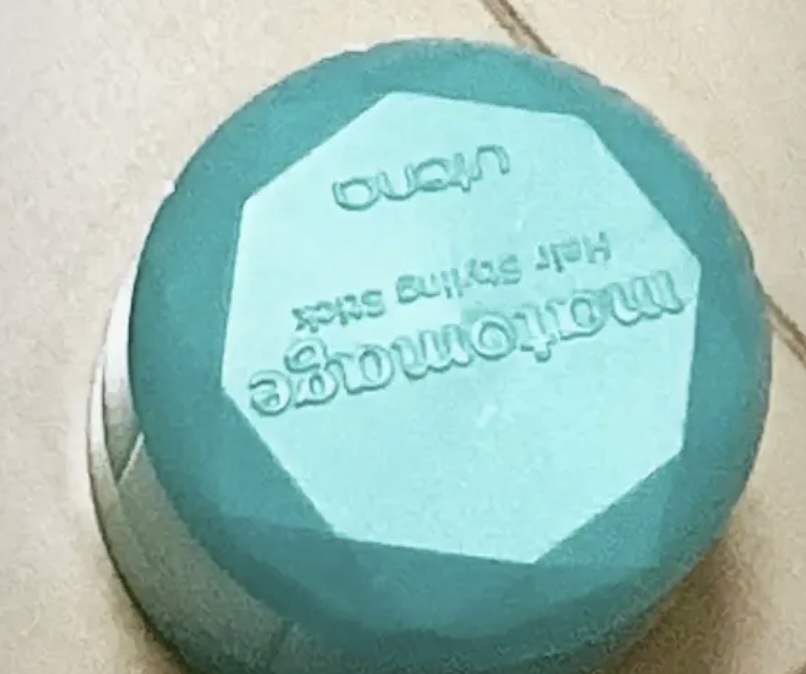 matomage
Hair Styling Stick
utena